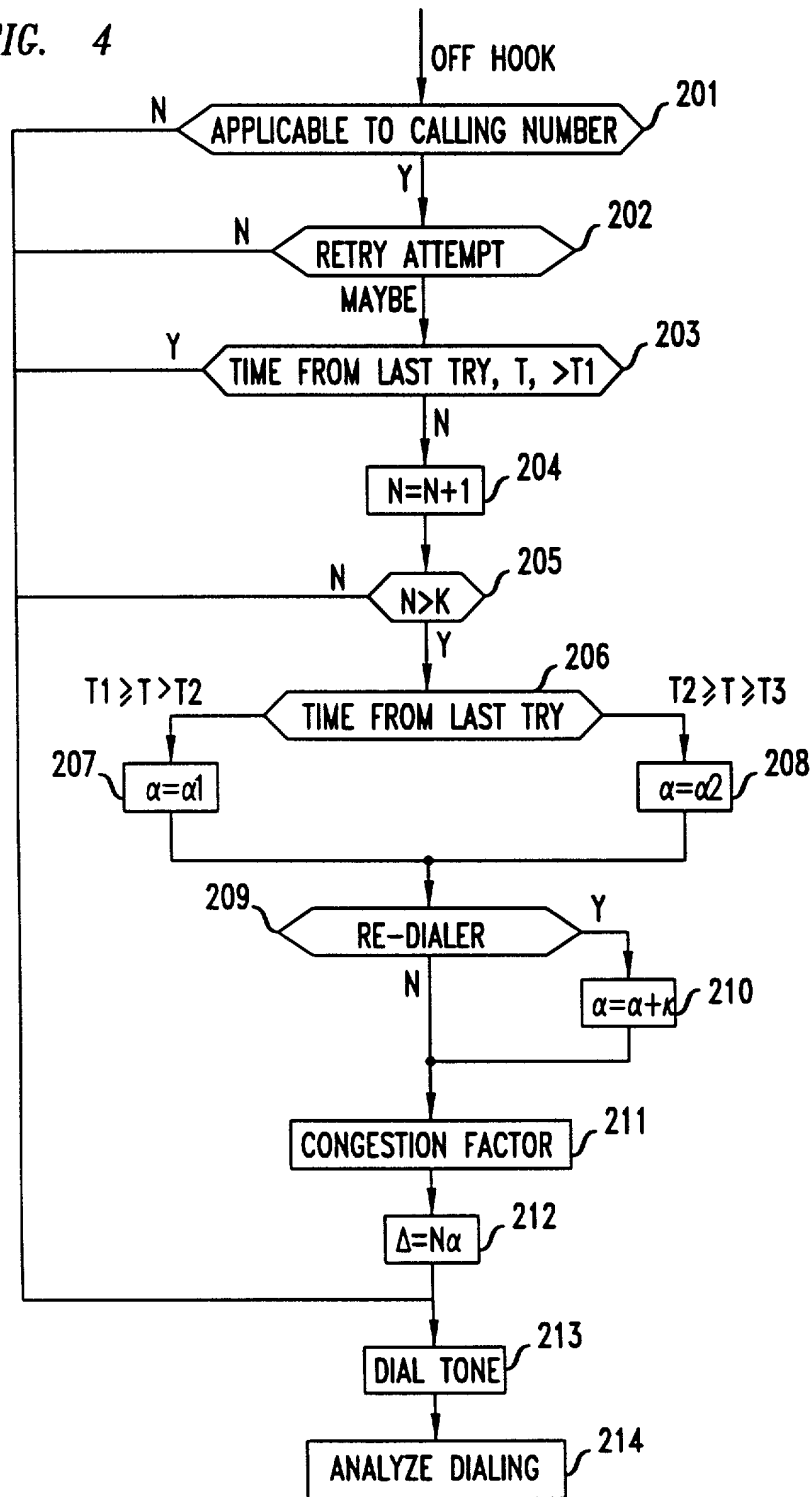 FIG. 4
OFF HOOK
N
APPLICABLE TO CALLING NUMBER
201
Y
N
RETRY ATTEMPT
202
MAYBE
Y
TIME FROM LAST TRY, T, >T1
203
N
N=N+1
204
N
N>K
205
Y
206
T1⩾T>T2
TIME FROM LAST TRY
T2⩾T⩾T3
207
α=α1
α=α2
208
209
RE-DIALER
Y
N
α=α+κ
210
CONGESTION FACTOR
211
Δ=Nα
212
DIAL TONE
213
ANALYZE DIALING
214